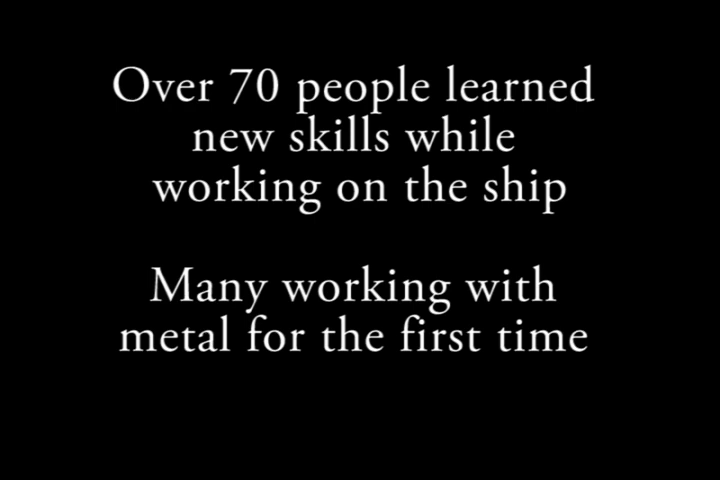 Over 70 people learned
new skills while
working on the ship
Many working with
metal for the first time